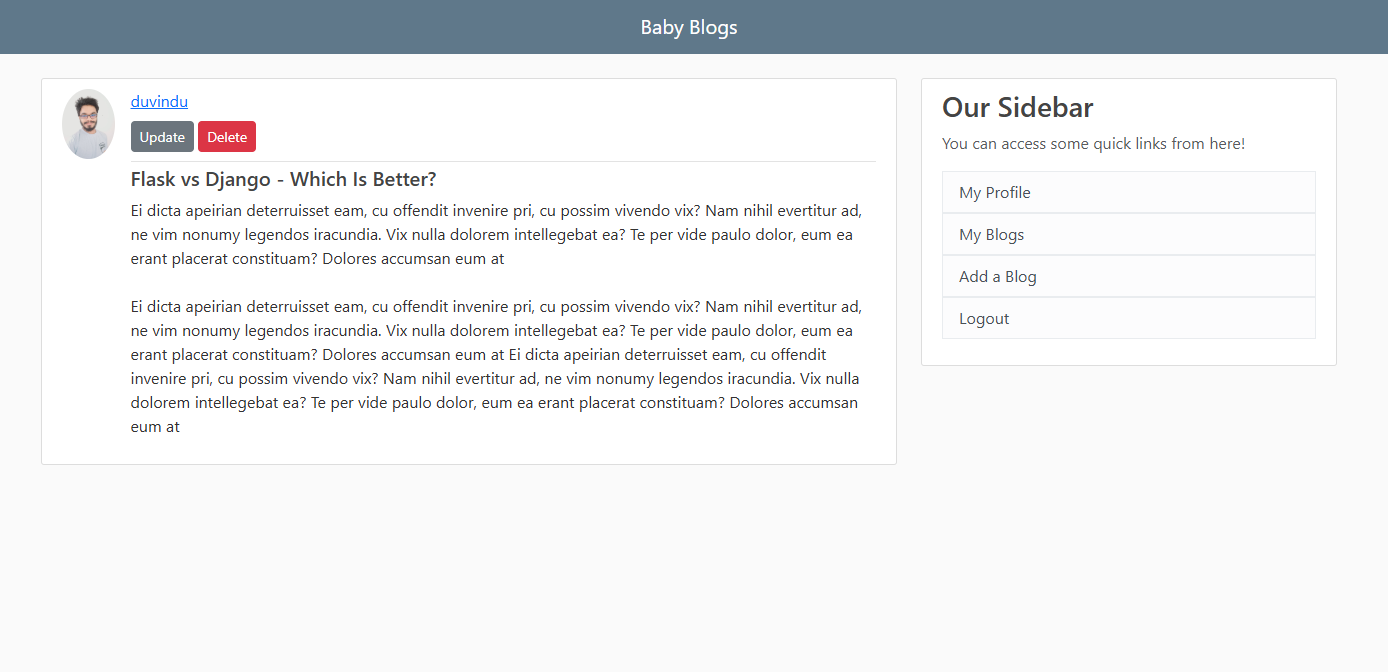 Baby Blogs
duvindu
Update Delete
Flask vs Django - Which Is Better?
Ei dicta apeirian deterruisset eam, cu offendit invenire pri, cu possim vivendo vix? Nam nihil evertitur ad,
ne vim nonumy legendos iracundia. Vix nulla dolorem intellegebat ea? Te per vide paulo dolor, eum ea
erant placerat constituam? Dolores accumsan eum at
Ei dicta apeirian deterruisset eam, cu offendit invenire pri, cu possim vivendo vix? Nam nihil evertitur ad,
ne vim nonumy legendos iracundia. Vix nulla dolorem intellegebat ea? Te per vide paulo dolor, eum ea
erant placerat constituam? Dolores accumsan eum at Ei dicta apeirian deterruisset eam, cu offendit
invenire pri, cu possim vivendo vix? Nam nihil evertitur ad, ne vim nonumy legendos iracundia. Vix nulla
dolorem intellegebat ea? Te per vide paulo dolor, eum ea erant placerat constituam? Dolores accumsan
eum at
Our Sidebar
You can access some quick links from here!
My Profile
My Blogs
Add a Blog
Logout